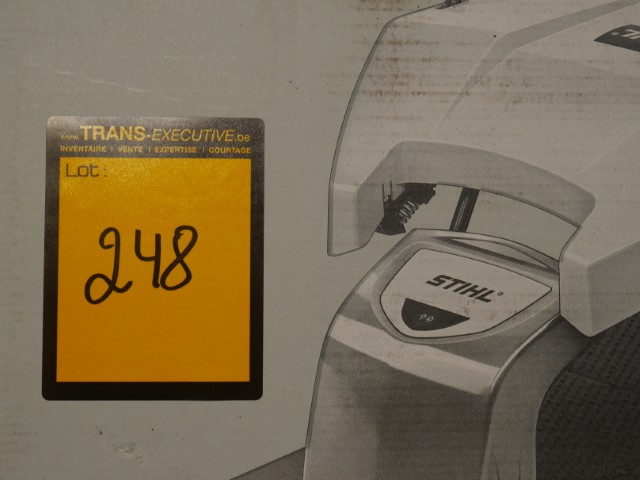 www.TRANS-EXECUTIVE.be
INVENTAIRE | VENTE | EXPERTISE | COURTAGE
Lot:
248
STIHL®